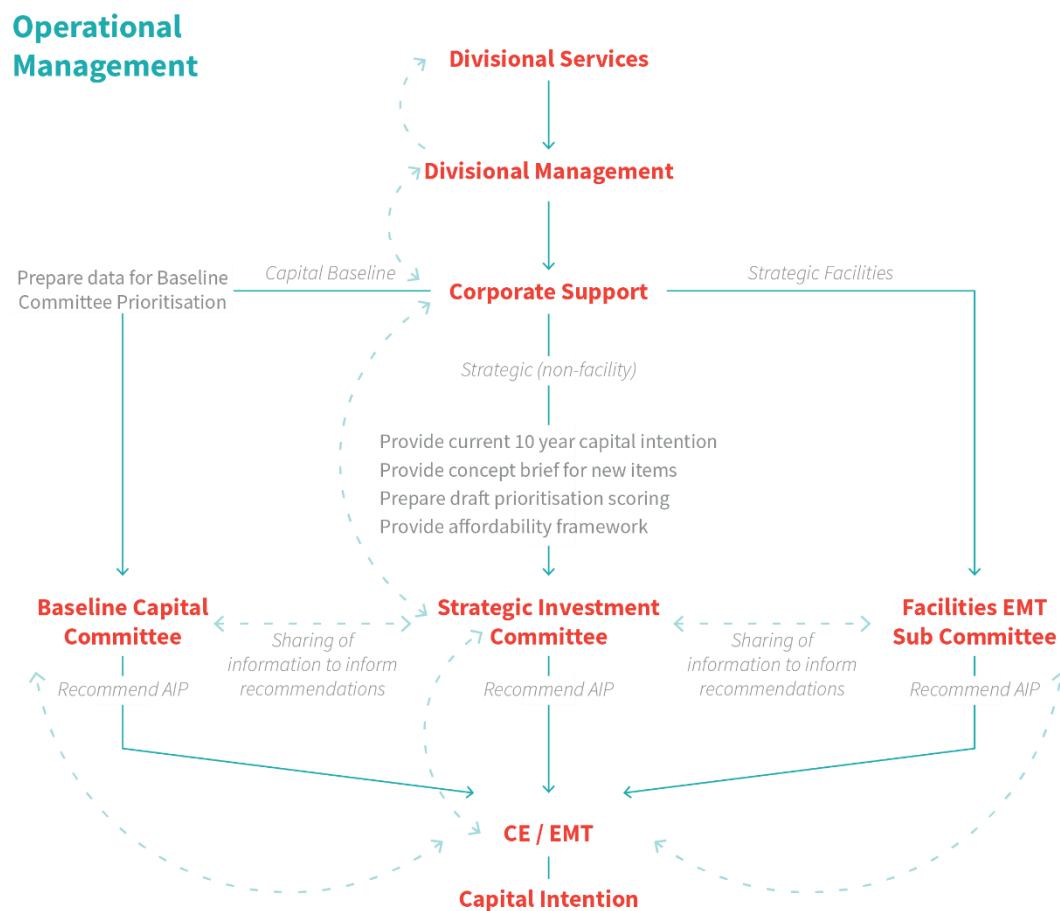 Operational
Management
Divisional Services
Divisional Management
Prepare data for Baseline
Committee Prioritisation
Capital Baseline
Corporate Support
Strategic Facilities
Strategic (non-facility)
Provide current 10 year capital intention
Provide concept brief for new items
Prepare draft prioritisation scoring
Provide affordability framework
Baseline Capital
Committee
Sharing of
information to inform
recommendations
Strategic Investment
Committee
Sharing of
information to inform
recommendations
Facilities EMT
Sub Committee
Recommend AIP
Recommend AIP
Recommend AIP
CE / EMT
Capital Intention